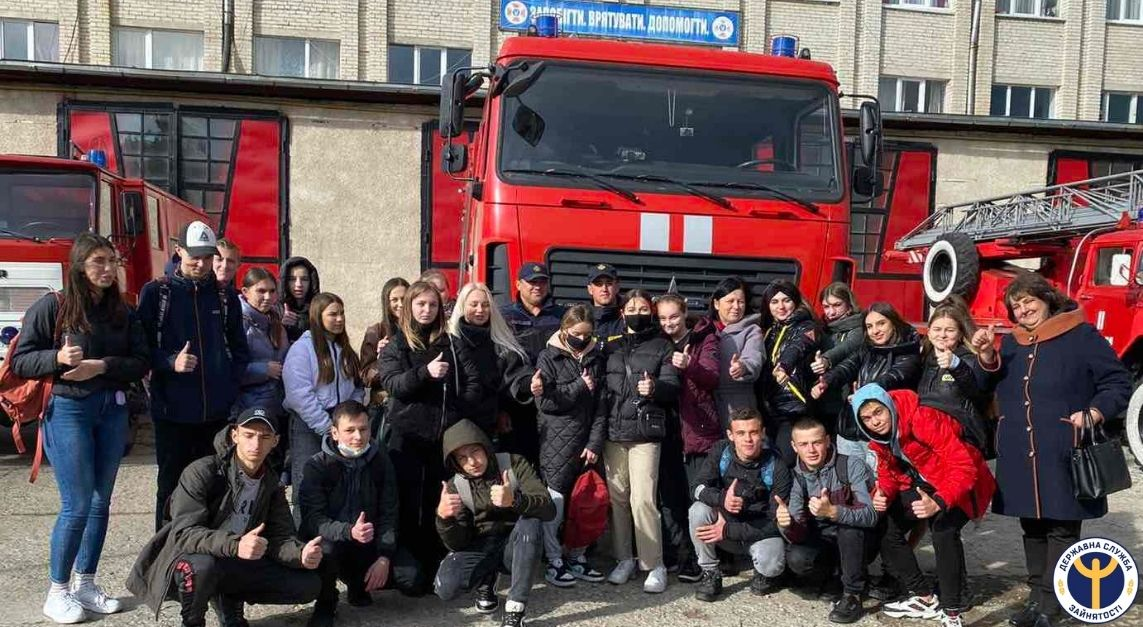 ЗАПОБІГТИ. ВРЯТУВАТИ. ДОПОМОГТИ.
ДЕРЖАВНА СЛУЖБА
ЗАЙНЯТОСТІ